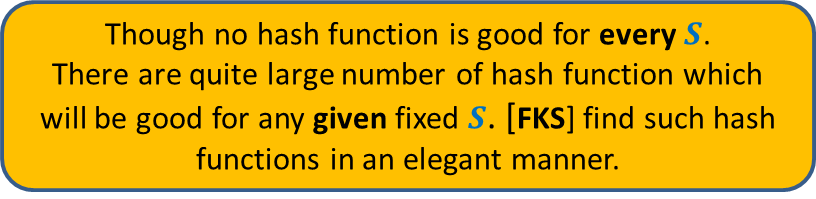 Though no hash function is good for every S.
There are quite large number of hash function which
will be good for any given fixed S. [FKS] find such hash
functions in an elegant manner.